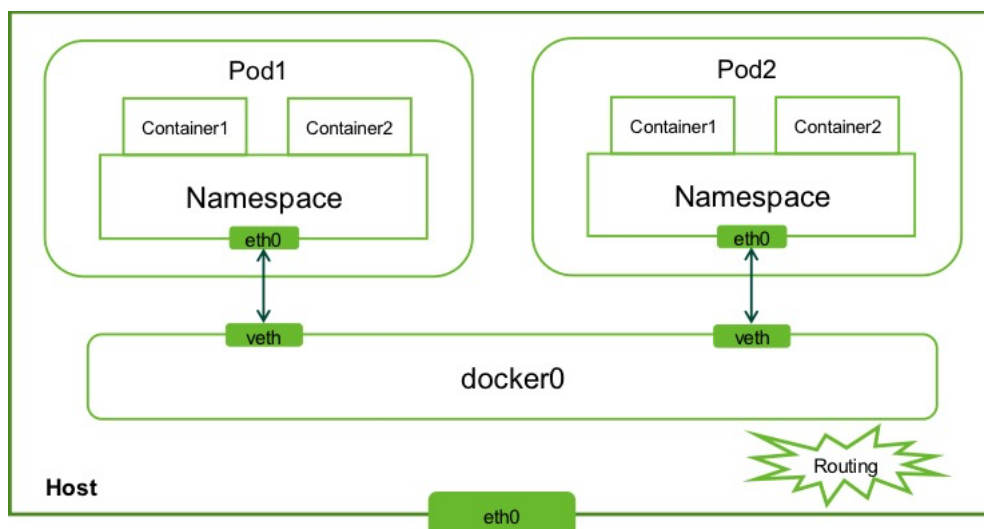 Pod1
Pod2
Container1
Container2
Container1
Container2
Namespace
Namespace
eth0
eth0
veth
veth
docker0
Routing
Host
eth0